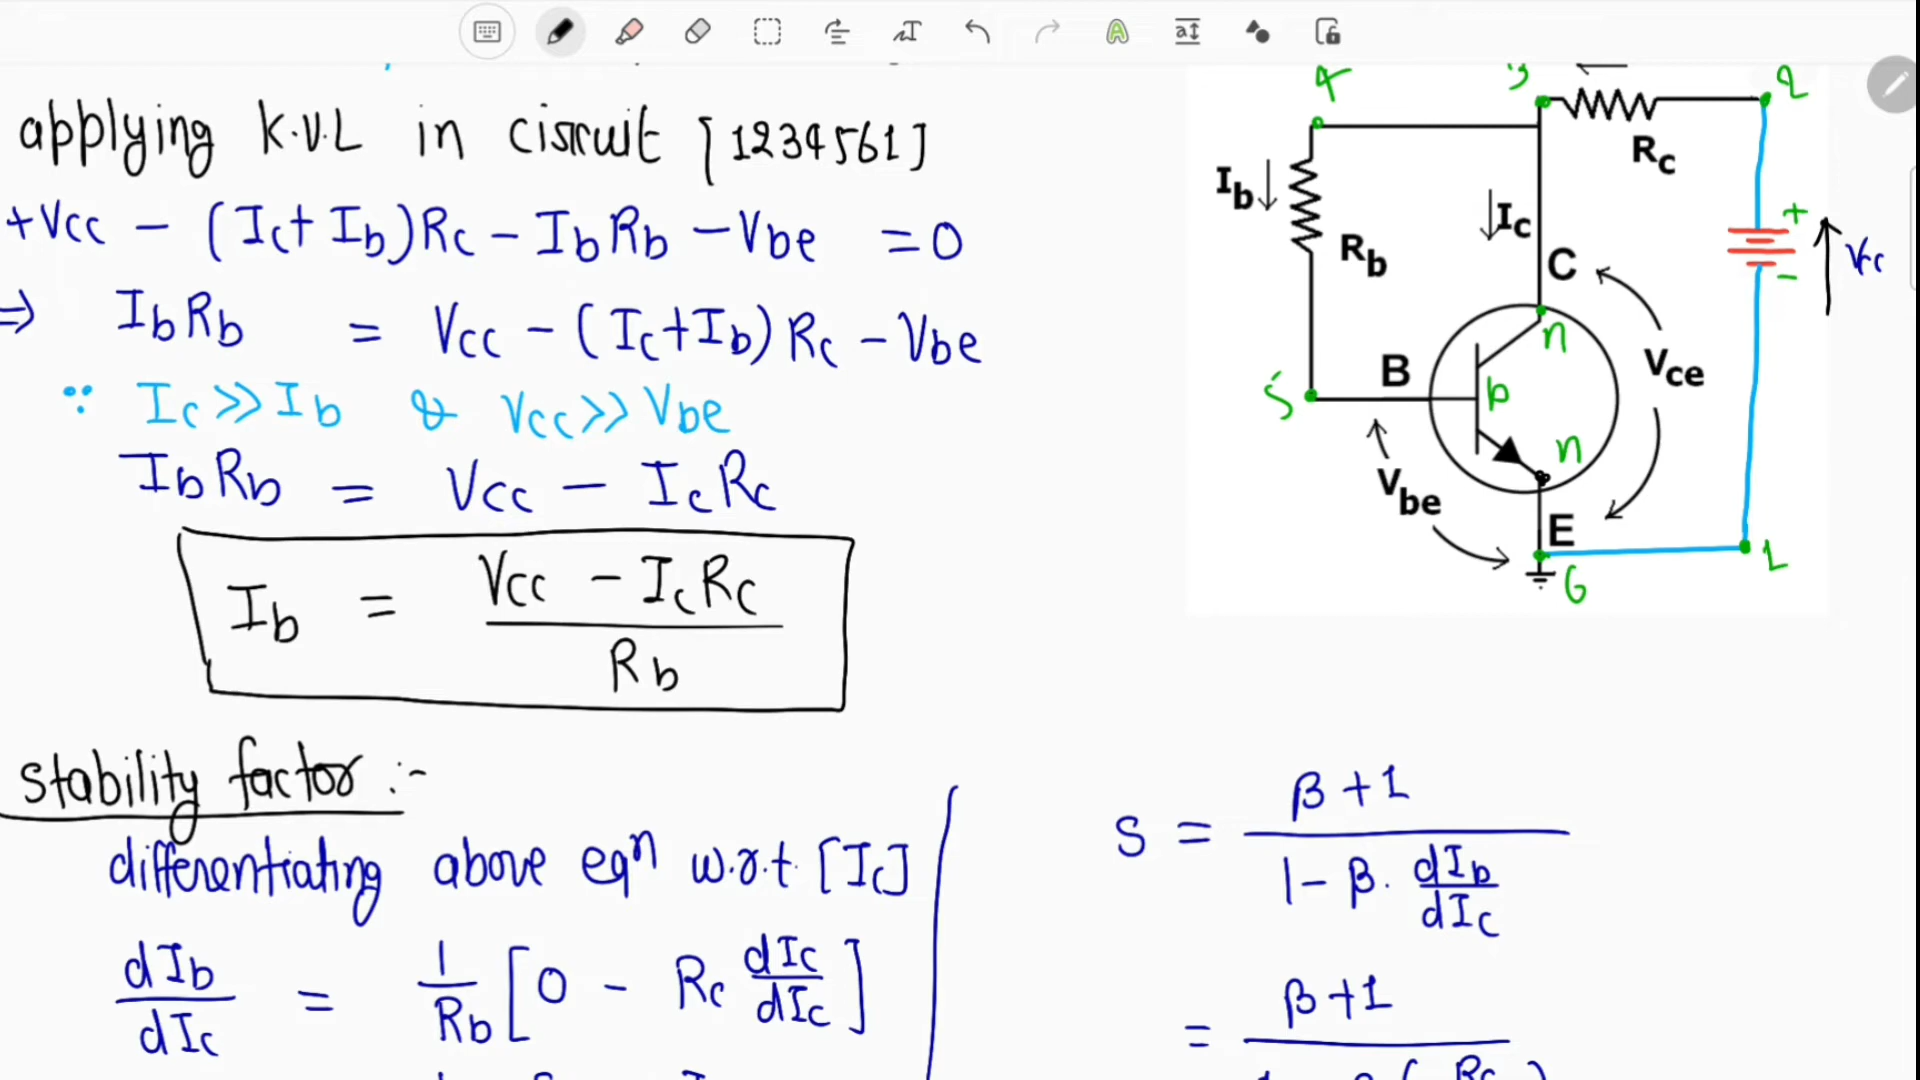 applying K.V.L in circuit [1234561]
+Vcc - (Ic + Ib)Rc - IbRb - Vbe = 0
⇒ IbRb = Vcc - (Ic+Ib)Rc - Vbe
∵ Ic >> Ib & Vcc >> Vbe
IbRb = Vcc - IcRc
Ib = (Vcc - IcRc) / Rb
stability factor :-
differentiating above eqn w.r.t [Ic]
dIb/dIc = 1/Rb [0 - Rc dIc/dIc]
4
3
2
Rc
Ib↓
Rb
↓Ic
C
n
+
-
Vcc
B
b
n
Vce
5
Vbe
E
6
1
S = (β + 1) / (1 - β. dIb/dIc)
= β + 1
Rc